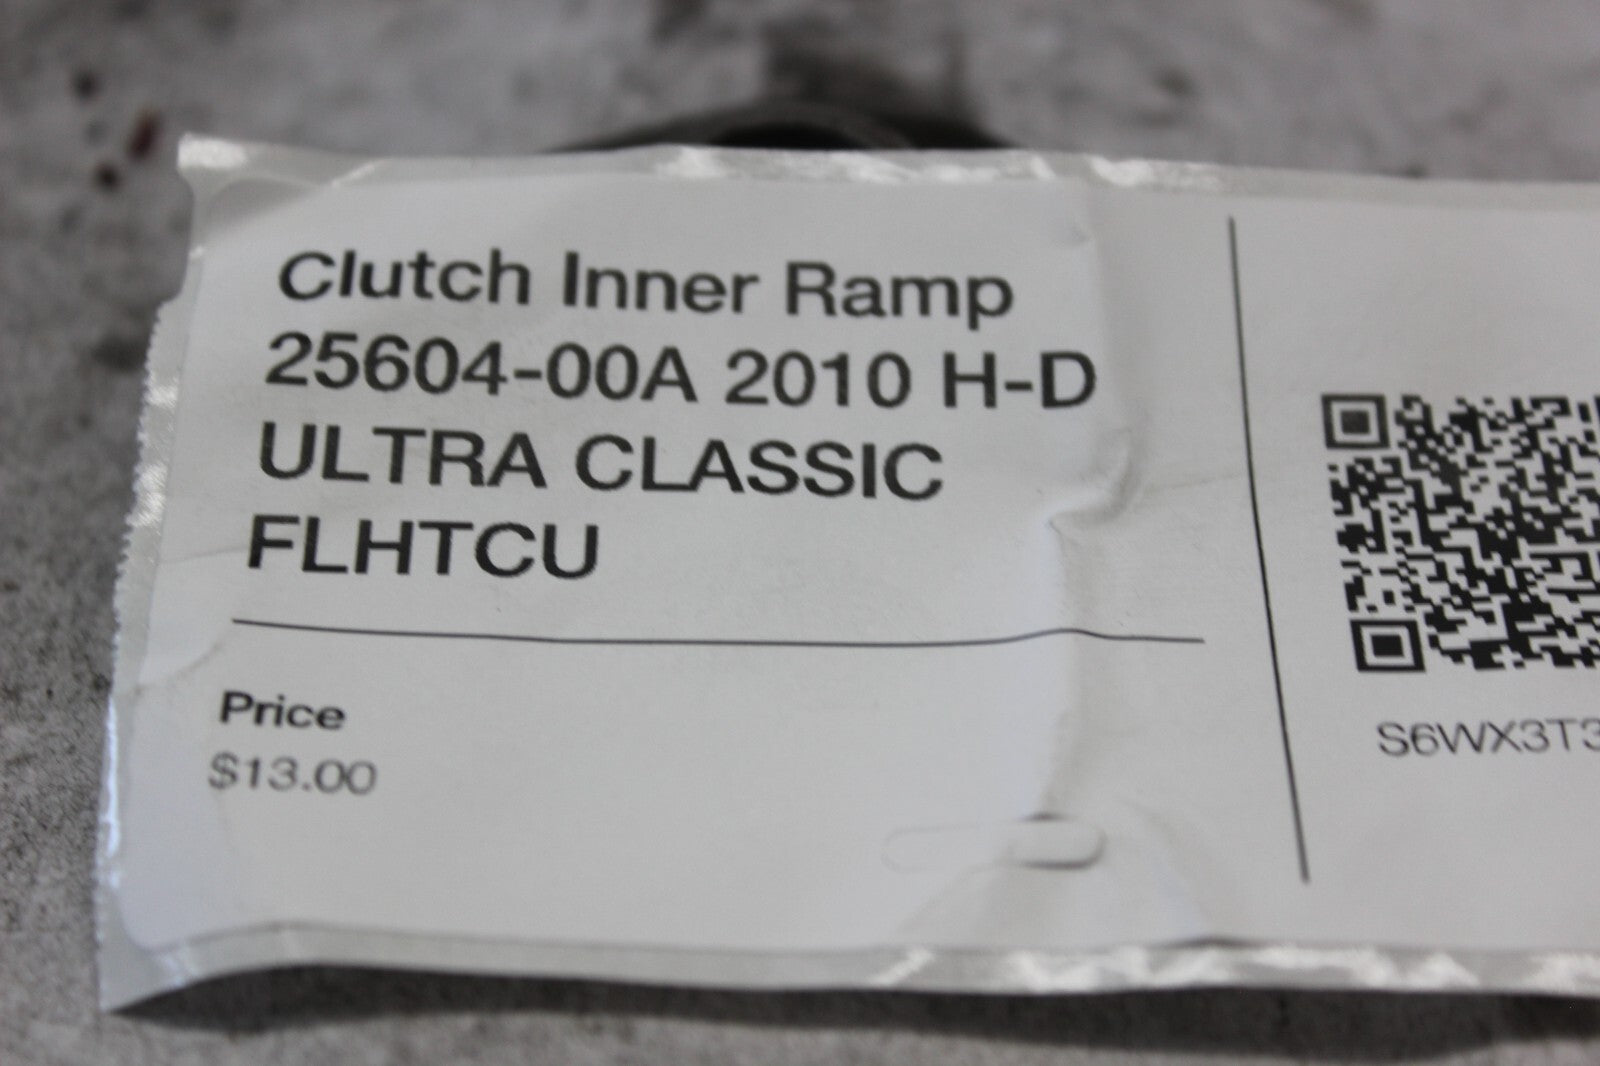 Clutch Inner Ramp
25604-00A 2010 H-D
ULTRA CLASSIC
FLHTCU
Price
$13.00
S6WX3T3